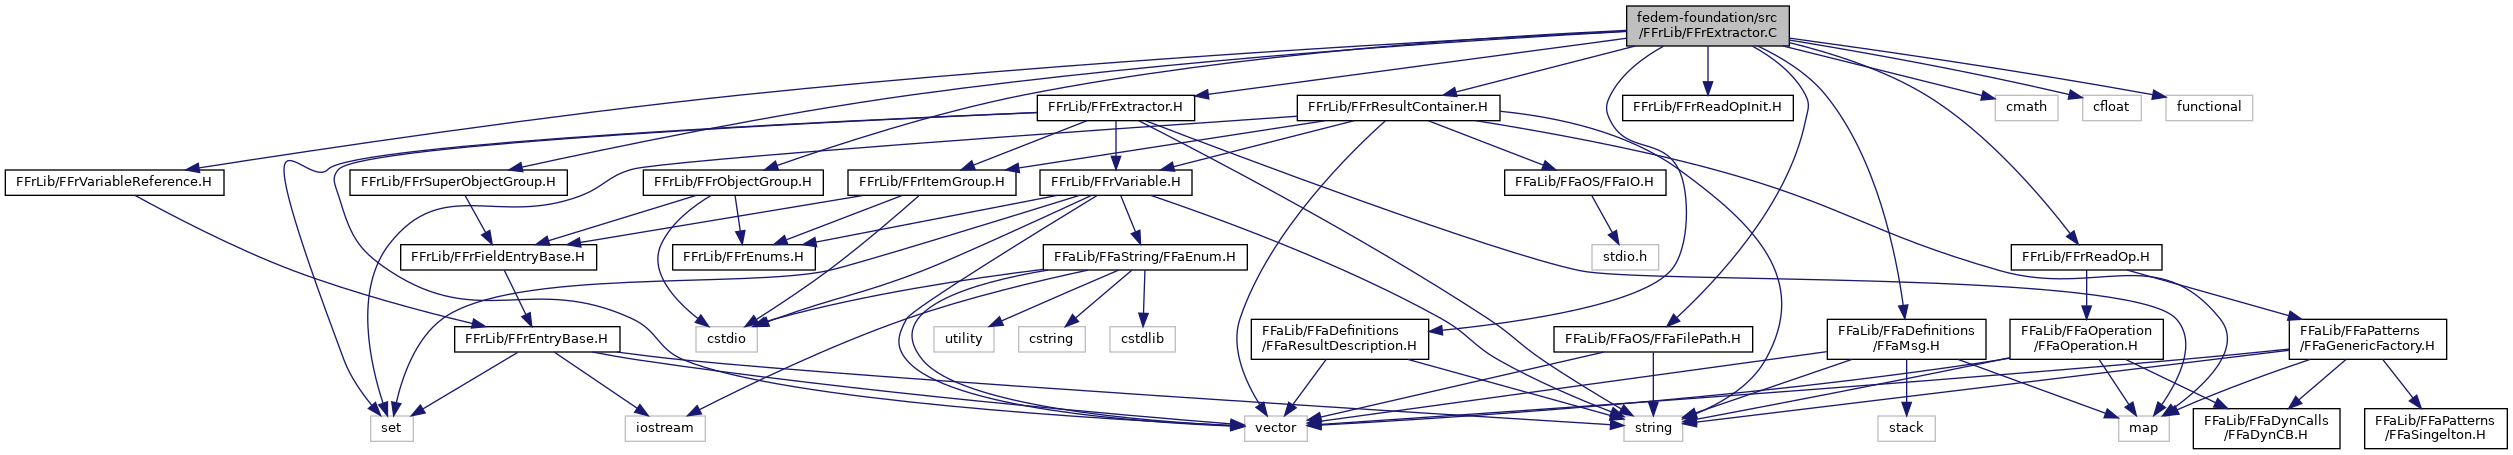 fedem-foundation/src
/FFrLib/FFrExtractor.C
FFrLib/FFrExtractor.H
FFrLib/FFrResultContainer.H
FFrLib/FFrReadOpInit.H
cmath
cfloat
functional
FFrLib/FFrVariableReference.H
FFrLib/FFrSuperObjectGroup.H
FFrLib/FFrObjectGroup.H
FFrLib/FFrItemGroup.H
FFrLib/FFrVariable.H
FFaLib/FFaOS/FFaIO.H
FFrLib/FFrFieldEntryBase.H
FFrLib/FFrEnums.H
FFaLib/FFaString/FFaEnum.H
stdio.h
FFrLib/FFrReadOp.H
FFrLib/FFrEntryBase.H
cstdio
utility
cstring
cstdlib
FFaLib/FFaDefinitions
/FFaResultDescription.H
FFaLib/FFaOS/FFaFilePath.H
FFaLib/FFaDefinitions
/FFaMsg.H
FFaLib/FFaOperation
/FFaOperation.H
FFaLib/FFaPatterns
/FFaGenericFactory.H
set
iostream
vector
string
stack
map
FFaLib/FFaDynCalls
/FFaDynCB.H
FFaLib/FFaPatterns
/FFaSingelton.H